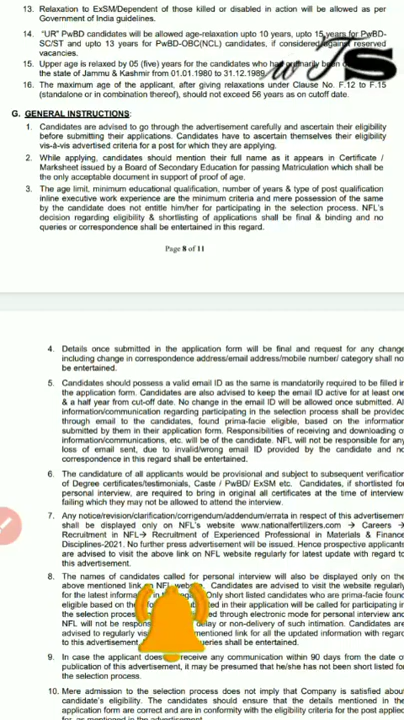 13. Relaxation to ExSM/Dependent of those killed or disabled in action will be allowed as per
Government of India guidelines.
14. "UR" PwBD candidates will be allowed age-relaxation upto 10 years, upto 15 years for PwBD-
SC/ST and upto 13 years for PwBD-OBC(NCL) candidates, if considered against reserved
vacancies.
15. Upper age is relaxed by 05 (five) years for the candidates who had
the state of Jammu & Kashmir from 01.01.1980 to 31.12.1989
16. The maximum age of the applicant, after giving relaxations under Clause No. F.12 to F.15
(standalone or in combination thereof), should not exceed 56 years as on cutoff date.
G. GENERAL INSTRUCTIONS:
1. Candidates are advised to go through the advertisement carefully and ascertain their eligibility
before submitting their applications. Candidates have to ascertain themselves their eligibility
vis-à-vis advertised criteria for a post for which they are applying.
2. While applying, candidates should mention their full name as it appears in Certificate /
Marksheet issued by a Board of Secondary Education for passing Matriculation which shall be
the only acceptable document in support of proof of age.
3. The age limit, minimum educational qualification, number of years & type of post qualification
inline executive work experience are the minimum criteria and mere possession of the same
by the candidate does not entitle him/her for participating in the selection process. NFL's
decision regarding eligibility & shortlisting of applications shall be final & binding and no
queries or correspondence shall be entertained in this regard.
Page 8 of 11
4. Details once submitted in the application form will be final and request for any change
including change in correspondence address/email address/mobile number/ category shall no
be entertained.
5. Candidates should possess a valid email ID as the same is mandatorily required to be filled in
the application form. Candidates are also advised to keep the email ID active for at least one
& a half year from cut-off date. No change in the email ID will be allowed once submitted. Al
information/communication regarding participating in the selection process shall be provided
through email to the candidates, found prima-facie eligible, based on the information
submitted by them in their application form. Responsibilities of receiving and downloading of
information/communications, etc. will be of the candidate. NFL will not be responsible for any
loss of email sent, due to invalid/wrong email ID provided by the candidate and no
correspondence in this regard shall be entertained.
6. The candidature of all applicants would be provisional and subject to subsequent verification
of Degree certificates/testimonials, Caste / PwBD/ ExSM etc. Candidates, if shortlisted for
personal interview, are required to bring in original all certificates at the time of interview
failing which they may not be allowed to attend the interview.
7. Any notice/revision/clarification/corrigendum/addendum/errata in respect of this advertisement
shall be displayed only on NFL's website www.nationalfertilizers.com → Careers →
Recruitment in NFL→ Recruitment of Experienced Professional in Materials & Finance
Disciplines-2021. No further press advertisement will be issued. Hence prospective applicants
are advised to visit the above link on NFL website regularly for latest update with regard to
this advertisement.
8. The names of candidates called for personal interview will also be displayed only on the
above mentioned link on NFL website. Candidates are advised to visit the website regularly
for the latest information in Only short listed candidates who are prima-facie found
eligible based on the in their application will be called for participating in
the selection process through electronic mode for personal interview and
NFL will not be delay or non-delivery of such intimation. Candidates are
advised to regularly mentioned link for all the updated information with regard
to this advertisement shall be entertained.
9. In case the applicant does receive any communication within 90 days from the date o
publication of this advertisement, it may be presumed that he/she has not been short listed for
the selection process.
10. Mere admission to the selection process does not imply that Company is satisfied about
candidate's eligibility. The candidates should ensure that the details mentioned in the
application form are correct and are in conformity with the eligibility criteria for the post applied